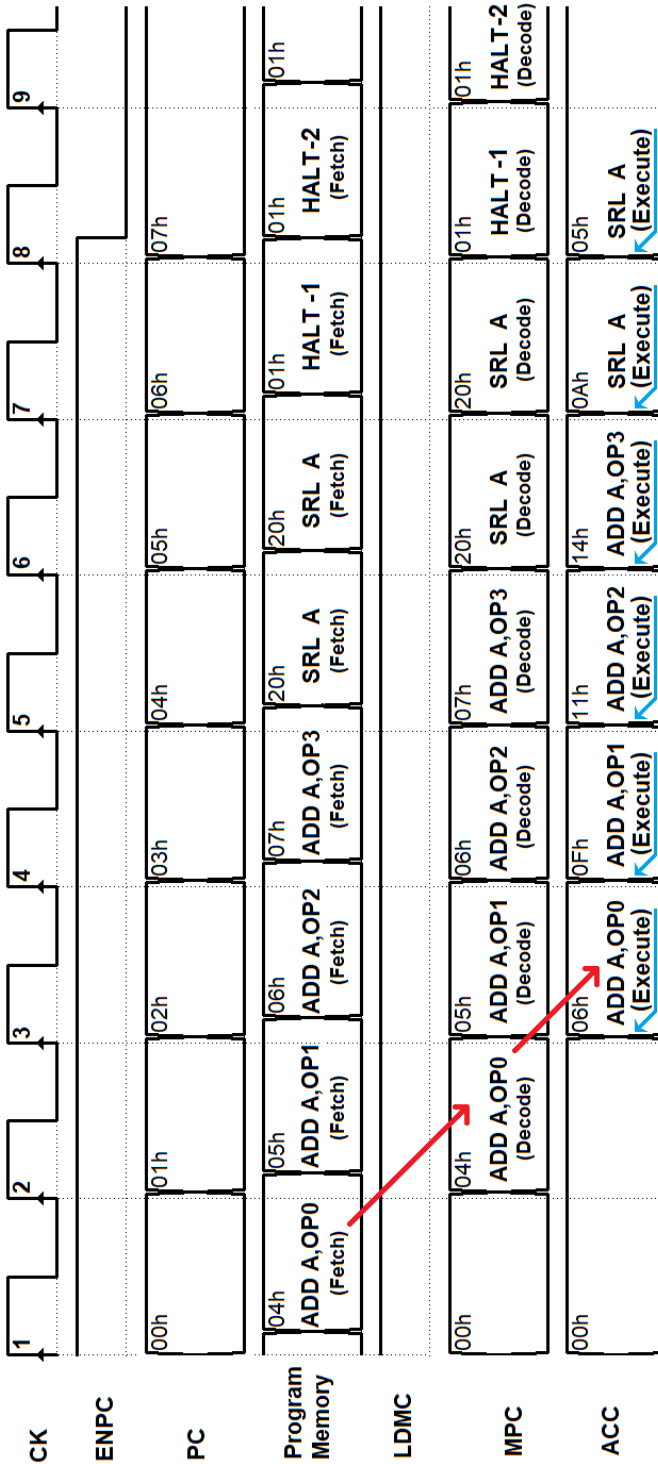 CK 1 2 3 4 5 6 7 8 9
ENPC
PC 00h 01h 02h 03h 04h 05h 06h 07h
Program
Memory
04h 05h 06h 07h 20h 20h 01h 01h 01h
ADD A,OP0 ADD A,OP1 ADD A,OP2 ADD A,OP3 SRL A SRL A HALT -1 HALT-2
(Fetch) (Fetch) (Fetch) (Fetch) (Fetch) (Fetch) (Fetch) (Fetch)
LDMC
MPC
00h 04h 05h 06h 07h 20h 20h 01h 01h
ADD A,OP0 ADD A,OP1 ADD A,OP2 ADD A,OP3 SRL A SRL A HALT -1 HALT-2
(Decode) (Decode) (Decode) (Decode) (Decode) (Decode) (Decode) (Decode)
ACC
00h 06h 0Fh 11h 14h 0Ah 05h
ADD A,OP0 ADD A,OP1 ADD A,OP2 ADD A,OP3 SRL A SRL A
(Execute) (Execute) (Execute) (Execute) (Execute) (Execute)